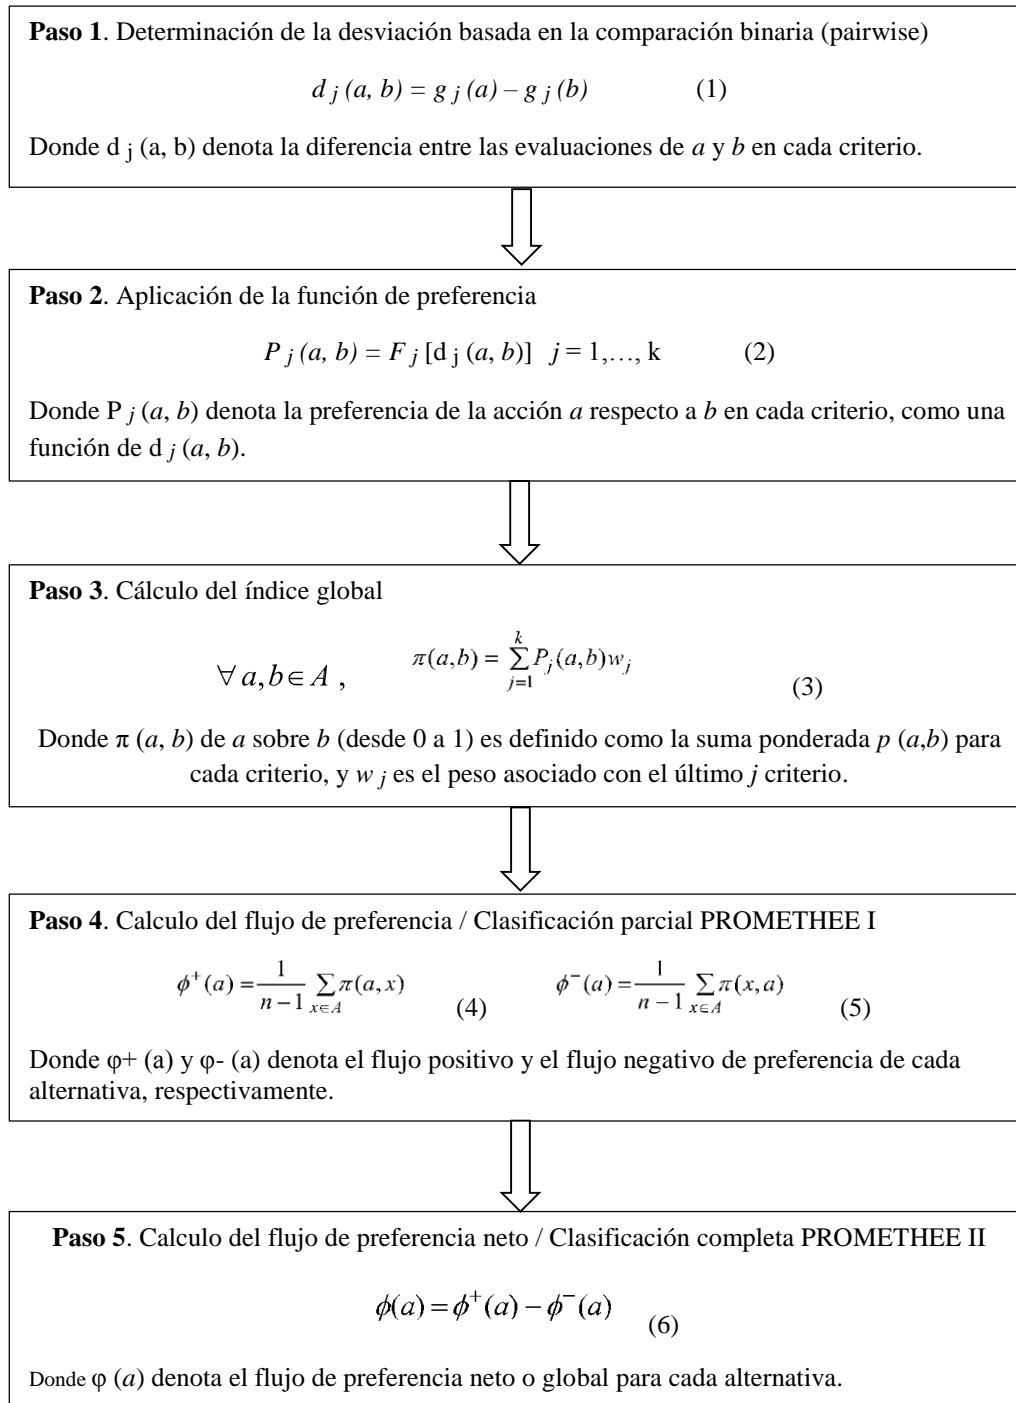 Paso 1. Determinación de la desviación basada en la comparación binaria (pairwise)
d j (a, b) = g j (a) – g j (b) (1)
Donde d j (a, b) denota la diferencia entre las evaluaciones de a y b en cada criterio.
Paso 2. Aplicación de la función de preferencia
P j (a, b) = F j [d j (a, b)] j = 1,…, k (2)
Donde P j (a, b) denota la preferencia de la acción a respecto a b en cada criterio, como una
función de d j (a, b).
Paso 3. Cálculo del índice global
∀ a,b ∈ A , π(a,b) = ∑_{j=1}^{k} P_j(a,b)w_j (3)
Donde π (a, b) de a sobre b (desde 0 a 1) es definido como la suma ponderada p (a,b) para
cada criterio, y w j es el peso asociado con el último j criterio.
Paso 4. Calculo del flujo de preferencia / Clasificación parcial PROMETHEE I
ϕ⁺(a) = 1/(n−1) ∑_{x∈A} π(a,x) (4) ϕ⁻(a) = 1/(n−1) ∑_{x∈A} π(x,a) (5)
Donde φ+ (a) y φ- (a) denota el flujo positivo y el flujo negativo de preferencia de cada
alternativa, respectivamente.
Paso 5. Calculo del flujo de preferencia neto / Clasificación completa PROMETHEE II
ϕ(a) = ϕ⁺(a) − ϕ⁻(a) (6)
Donde φ (a) denota el flujo de preferencia neto o global para cada alternativa.